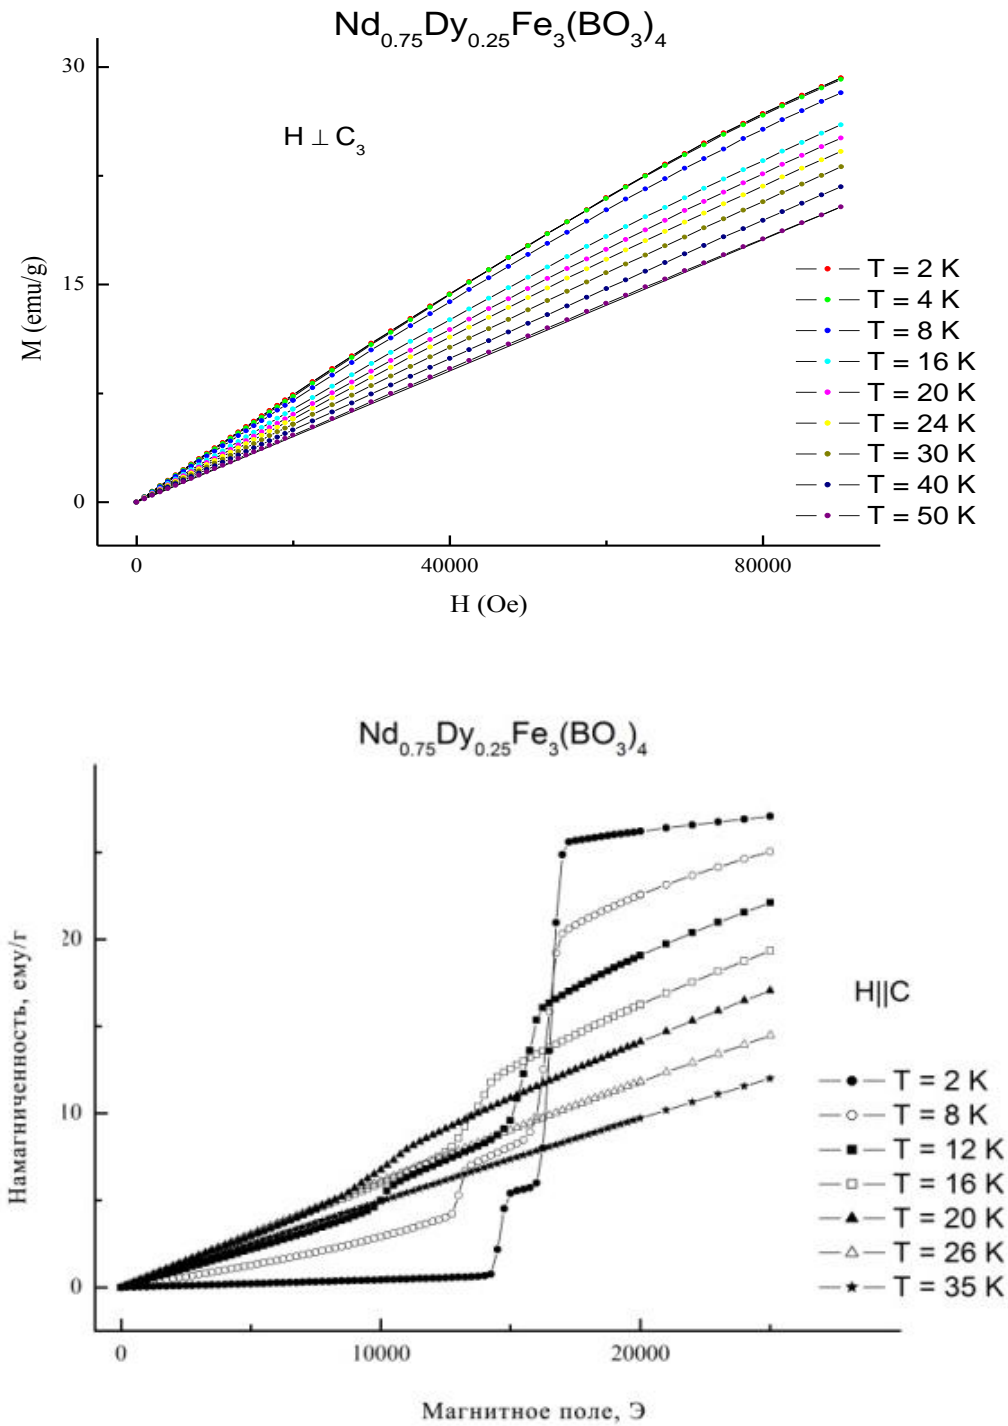 Nd0.75Dy0.25Fe3(BO3)4
30
H ⊥ C3
15
M (emu/g)
0
T = 2 K
T = 4 K
T = 8 K
T = 16 K
T = 20 K
T = 24 K
T = 30 K
T = 40 K
T = 50 K
0 40000 80000
H (Oe)
Nd0.75Dy0.25Fe3(BO3)4
Намагниченность, ему/г
20
10
0
H||C
T = 2 K
T = 8 K
T = 12 K
T = 16 K
T = 20 K
T = 26 K
T = 35 K
0 10000 20000
Магнитное поле, Э